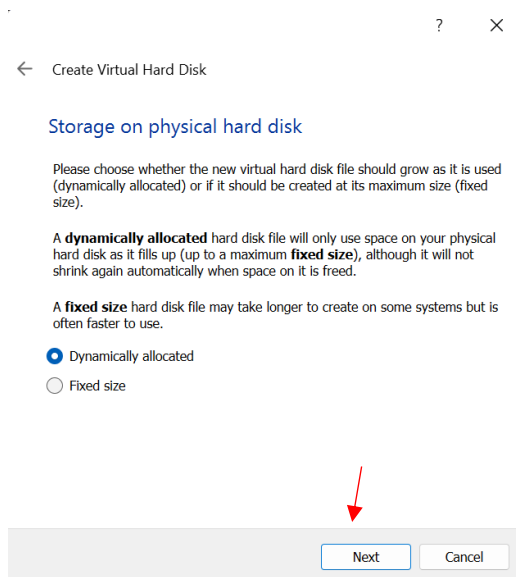 ?
Create Virtual Hard Disk
Storage on physical hard disk
Please choose whether the new virtual hard disk file should grow as it is used
(dynamically allocated) or if it should be created at its maximum size (fixed
size).
A dynamically allocated hard disk file will only use space on your physical
hard disk as it fills up (up to a maximum fixed size), although it will not
shrink again automatically when space on it is freed.
A fixed size hard disk file may take longer to create on some systems but is
often faster to use.
Dynamically allocated
Fixed size
Next Cancel